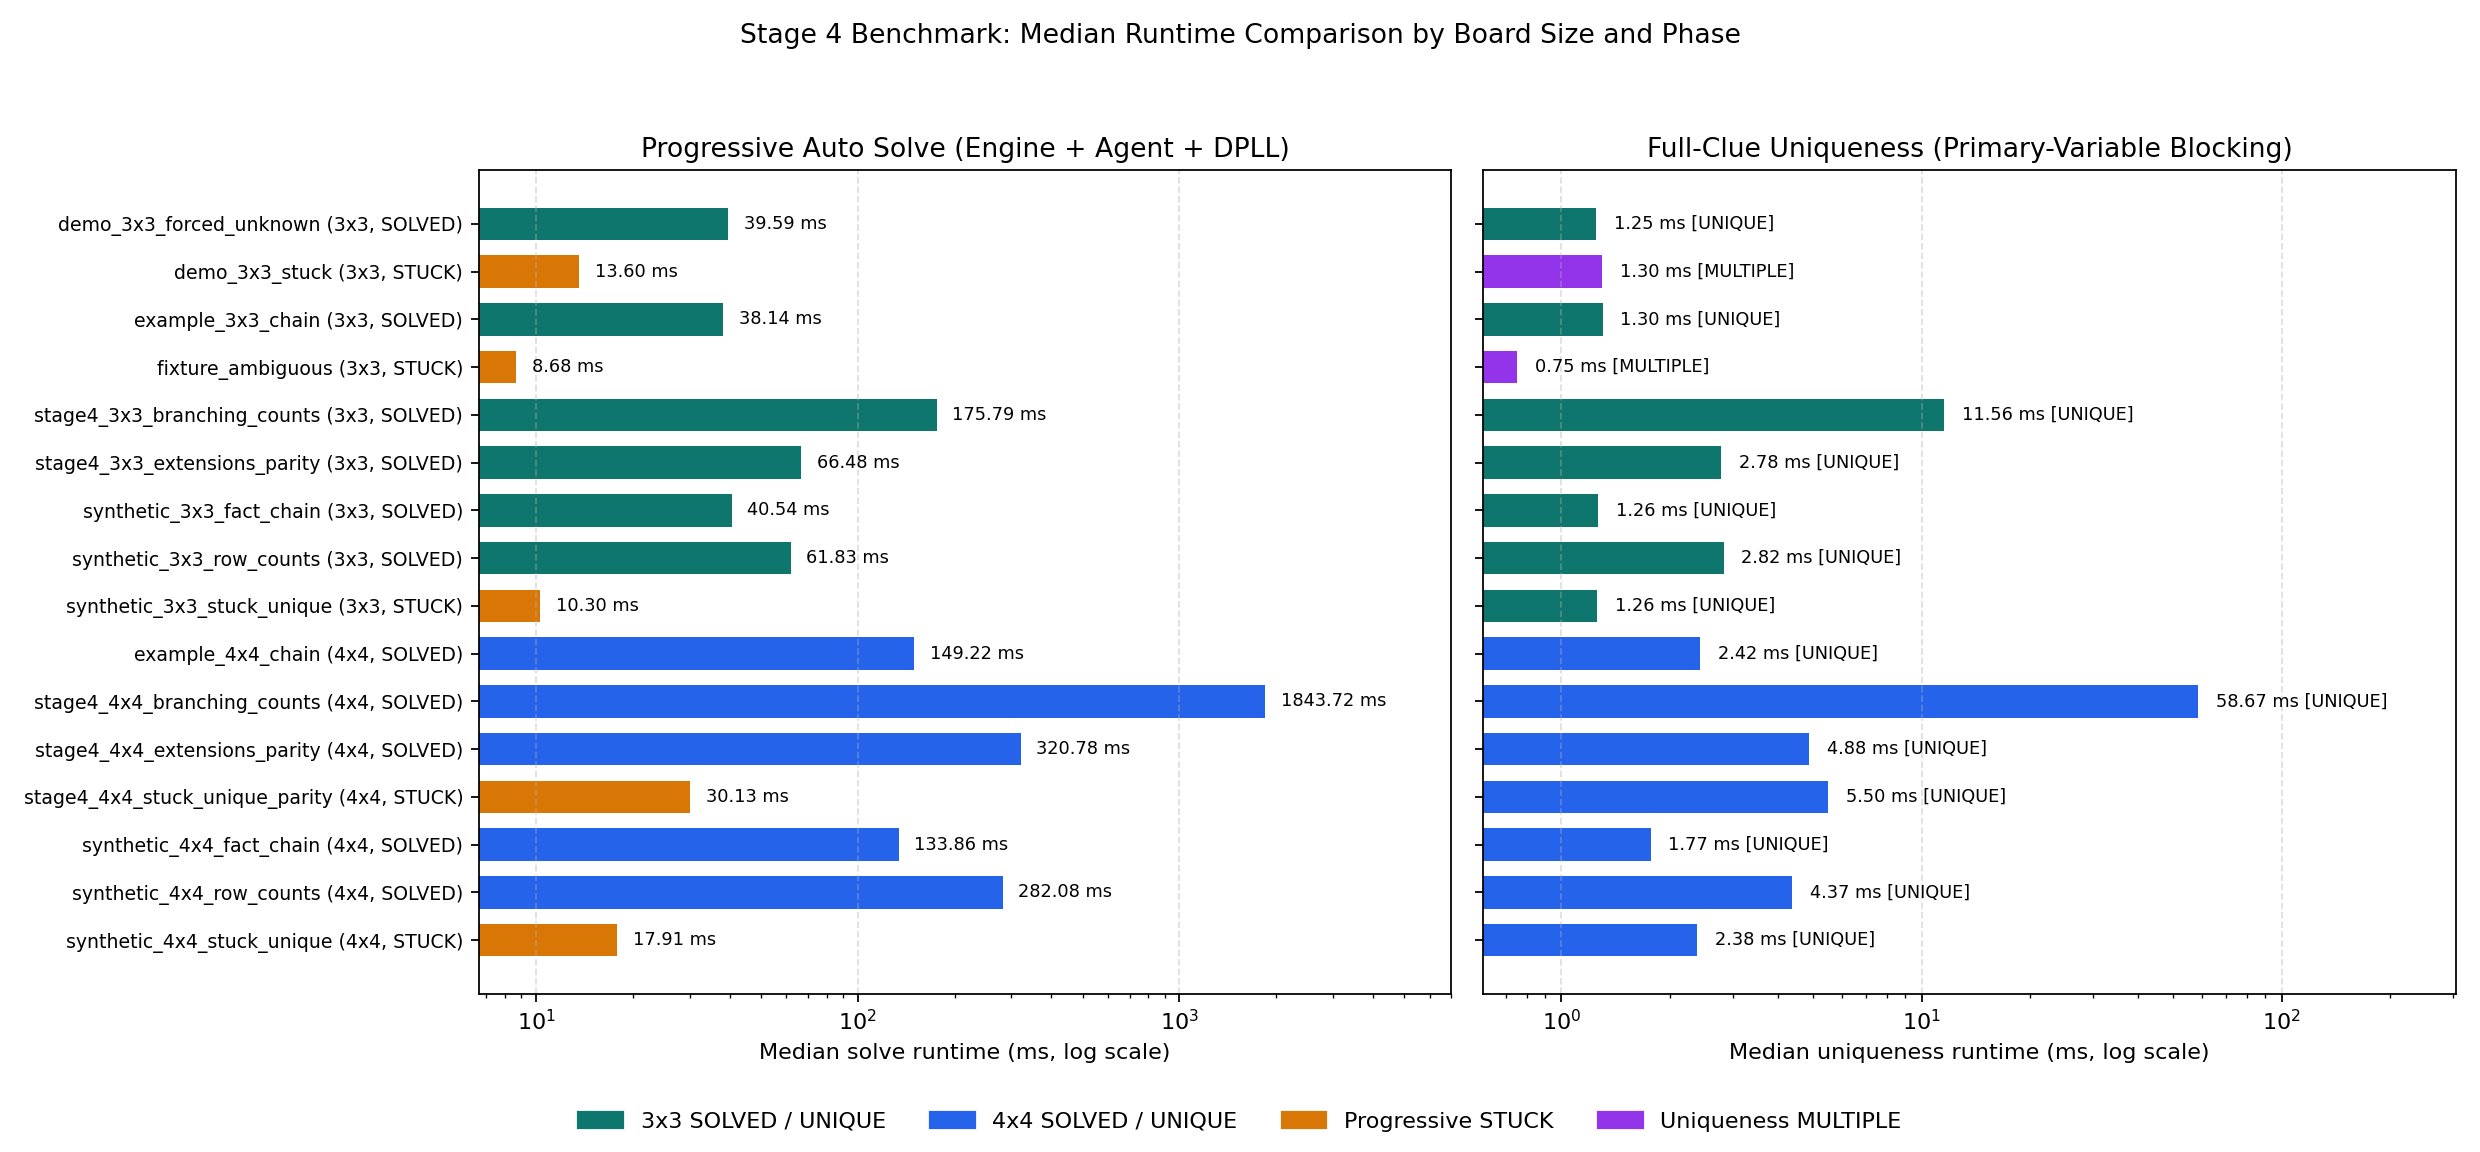 Stage 4 Benchmark: Median Runtime Comparison by Board Size and Phase
Progressive Auto Solve (Engine + Agent + DPLL)
demo_3x3_forced_unknown (3x3, SOLVED)
39.59 ms
demo_3x3_stuck (3x3, STUCK)
13.60 ms
example_3x3_chain (3x3, SOLVED)
38.14 ms
fixture_ambiguous (3x3, STUCK)
8.68 ms
stage4_3x3_branching_counts (3x3, SOLVED)
175.79 ms
stage4_3x3_extensions_parity (3x3, SOLVED)
66.48 ms
synthetic_3x3_fact_chain (3x3, SOLVED)
40.54 ms
synthetic_3x3_row_counts (3x3, SOLVED)
61.83 ms
synthetic_3x3_stuck_unique (3x3, STUCK)
10.30 ms
example_4x4_chain (4x4, SOLVED)
149.22 ms
stage4_4x4_branching_counts (4x4, SOLVED)
1843.72 ms
stage4_4x4_extensions_parity (4x4, SOLVED)
320.78 ms
stage4_4x4_stuck_unique_parity (4x4, STUCK)
30.13 ms
synthetic_4x4_fact_chain (4x4, SOLVED)
133.86 ms
synthetic_4x4_row_counts (4x4, SOLVED)
282.08 ms
synthetic_4x4_stuck_unique (4x4, STUCK)
17.91 ms
10¹ 10² 10³
Median solve runtime (ms, log scale)
Full-Clue Uniqueness (Primary-Variable Blocking)
1.25 ms [UNIQUE]
1.30 ms [MULTIPLE]
1.30 ms [UNIQUE]
0.75 ms [MULTIPLE]
11.56 ms [UNIQUE]
2.78 ms [UNIQUE]
1.26 ms [UNIQUE]
2.82 ms [UNIQUE]
1.26 ms [UNIQUE]
2.42 ms [UNIQUE]
58.67 ms [UNIQUE]
4.88 ms [UNIQUE]
5.50 ms [UNIQUE]
1.77 ms [UNIQUE]
4.37 ms [UNIQUE]
2.38 ms [UNIQUE]
10⁰ 10¹ 10²
Median uniqueness runtime (ms, log scale)
3x3 SOLVED / UNIQUE
4x4 SOLVED / UNIQUE
Progressive STUCK
Uniqueness MULTIPLE